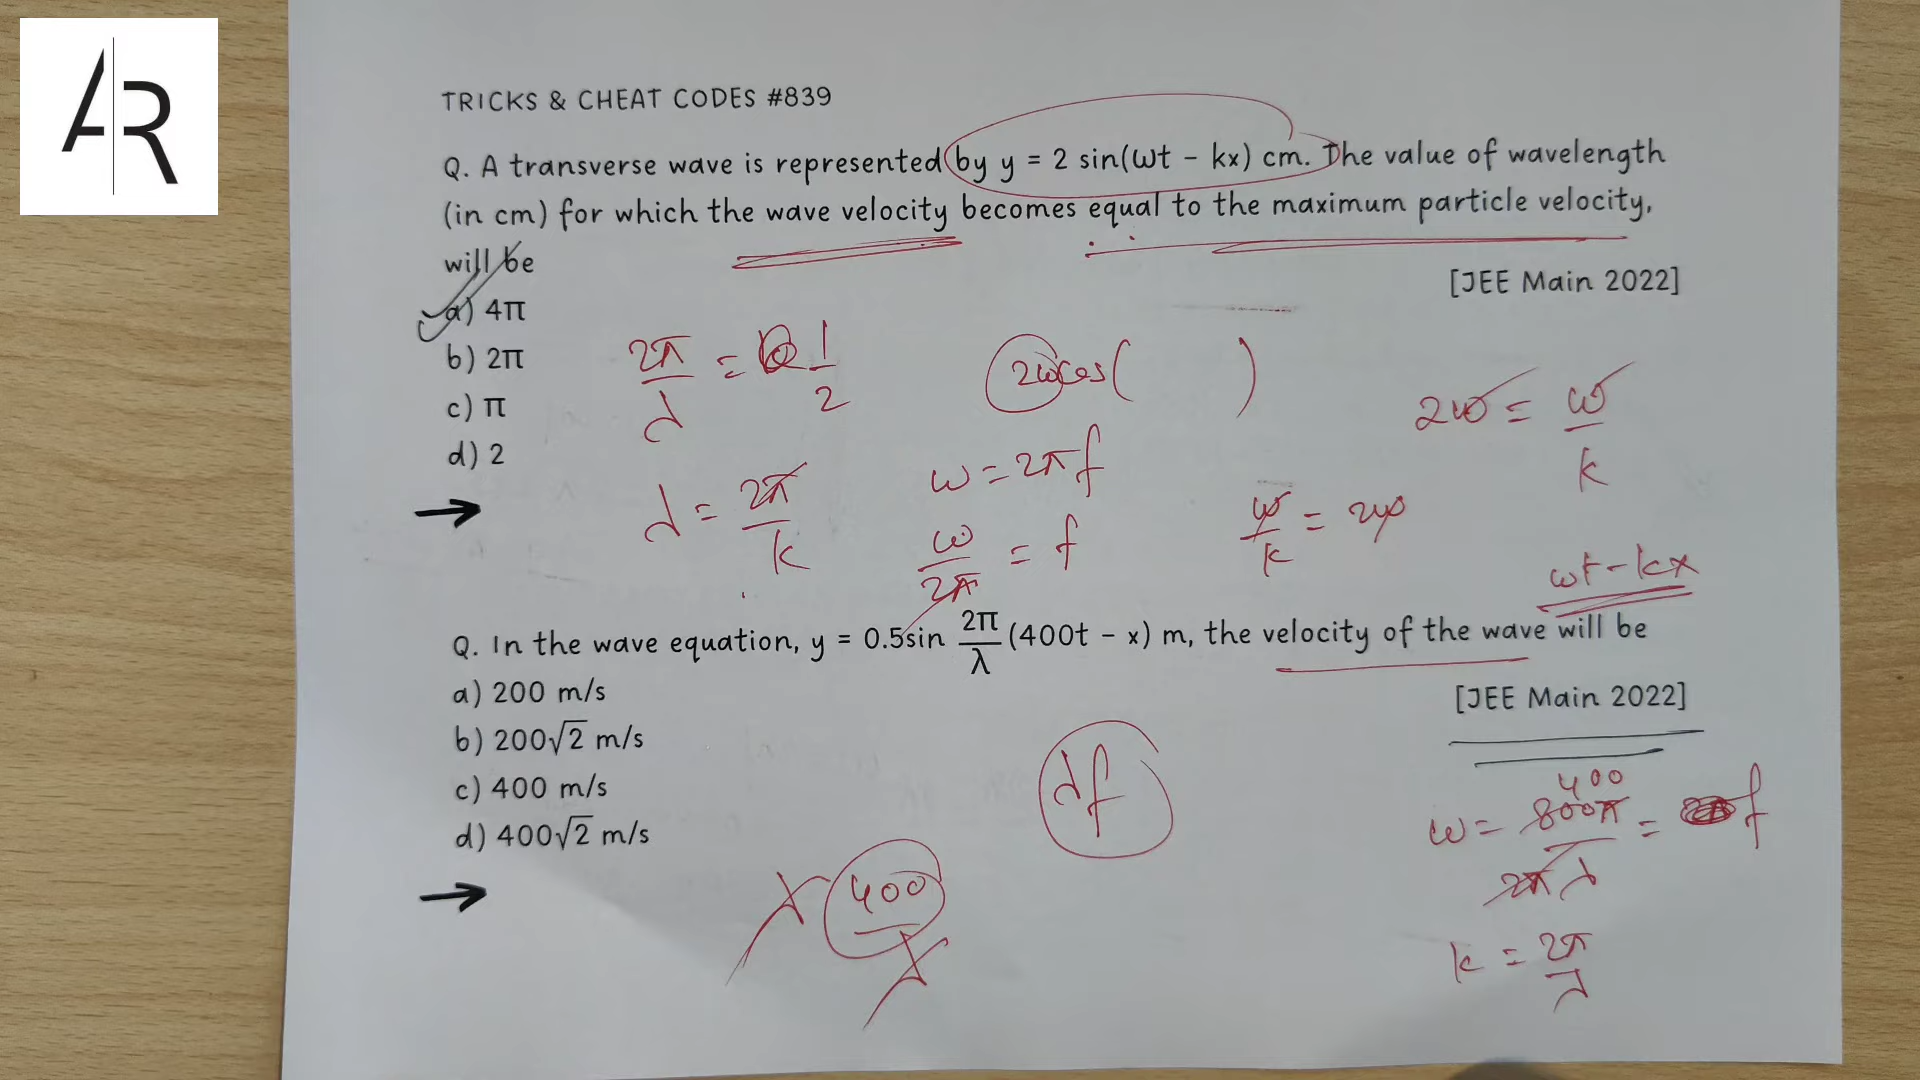 AR
TRICKS & CHEAT CODES #839
Q. A transverse wave is represented by y = 2 sin(ωt - kx) cm. The value of wavelength
(in cm) for which the wave velocity becomes equal to the maximum particle velocity,
will be
[JEE Main 2022]
a) 4π
b) 2π
c) π
d) 2
2π/λ = 1/2
2ωcos( )
2ω = ω/k
λ = 2π/k
ω = 2πf
ω/2π = f
ω/k = 2ω
ωt - kx
Q. In the wave equation, y = 0.5sin 2π/λ (400t - x) m, the velocity of the wave will be
[JEE Main 2022]
a) 200 m/s
b) 200√2 m/s
c) 400 m/s
d) 400√2 m/s
λf
400
ω = 800π/2πλ = f
λ 400/λ
k = 2π/λ